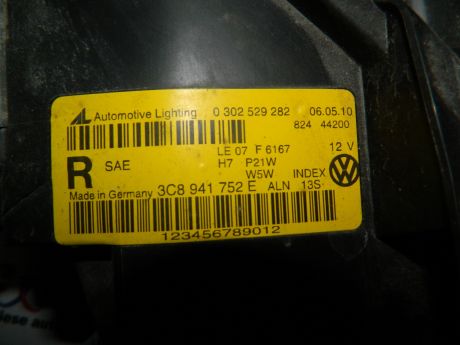 AL Automotive Lighting 0 302 529 282 06.05.10
824 44200
LE 07 F 6167 12 V
R SAE H7 P21W
W5W INDEX
Made in Germany 3C8 941 752 E ALN 13S
123456789012